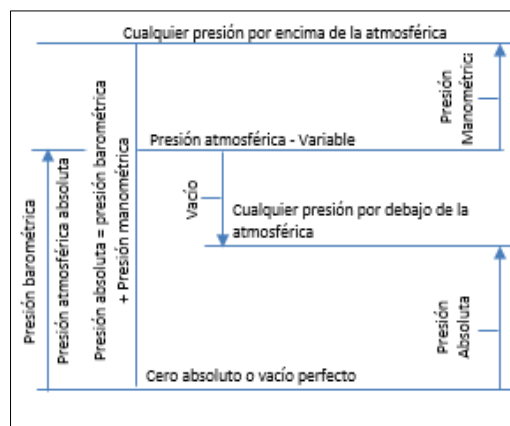 Cualquier presión por encima de la atmosférica
Presión
Manométrica
Presión atmosférica - Variable
Vacío
Cualquier presión por debajo de la
atmosférica
Presión barométrica
Presión atmosférica absoluta
Presión absoluta = presión barométrica
+ Presión manométrica
Presión
Absoluta
Cero absoluto o vacío perfecto